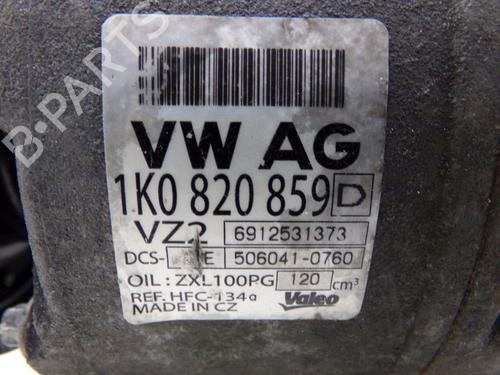 B-PARTS
VW AG
1K0 820 859 D
VZ2 6912531373
DCS- E 506041-0760
OIL: ZXL100PG 120 cm³
REF. HFC-134a Valeo
MADE IN CZ